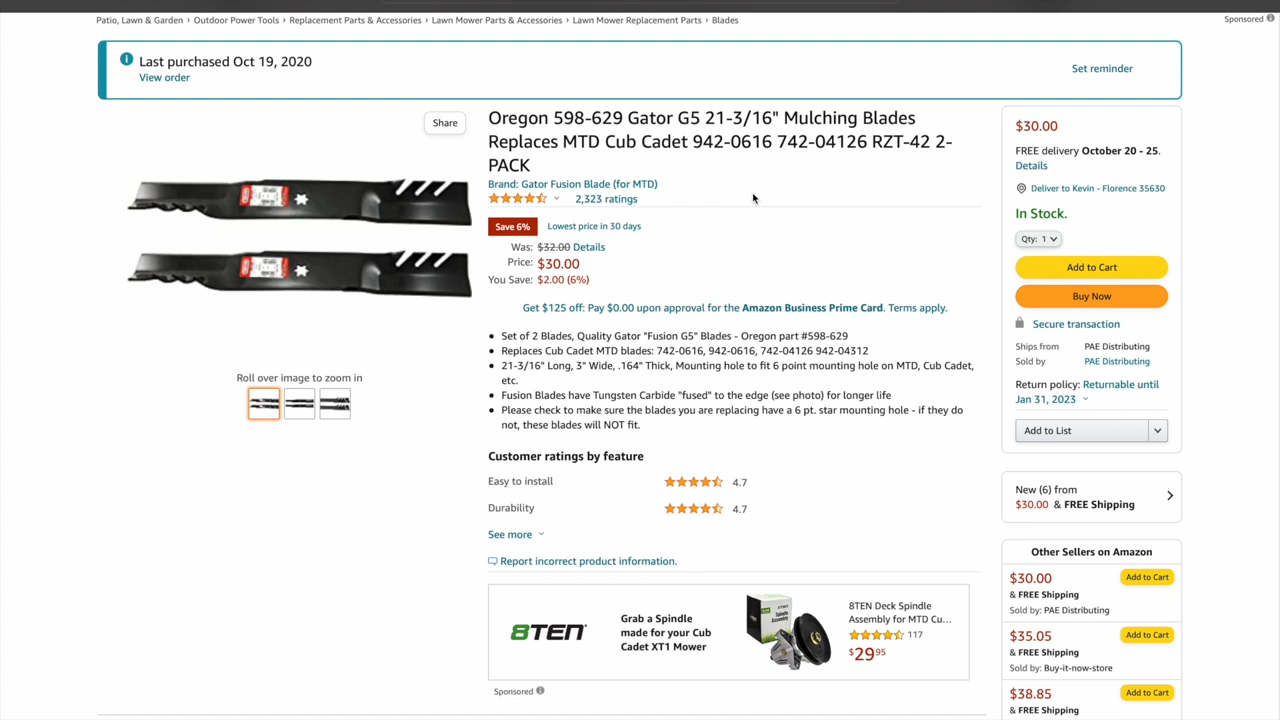 Patio, Lawn & Garden › Outdoor Power Tools › Replacement Parts & Accessories › Lawn Mower Parts & Accessories › Lawn Mower Replacement Parts › Blades
Sponsored
Last purchased Oct 19, 2020
View order
Set reminder
Share
Oregon 598-629 Gator G5 21-3/16" Mulching Blades
Replaces MTD Cub Cadet 942-0616 742-04126 RZT-42 2-
PACK
Brand: Gator Fusion Blade (for MTD)
2,323 ratings
Save 6%
Lowest price in 30 days
Was: $32.00 Details
Price: $30.00
You Save: $2.00 (6%)
Get $125 off: Pay $0.00 upon approval for the Amazon Business Prime Card. Terms apply.
Set of 2 Blades, Quality Gator "Fusion G5" Blades - Oregon part #598-629
Replaces Cub Cadet MTD blades: 742-0616, 942-0616, 742-04126 942-04312
21-3/16" Long, 3" Wide, .164" Thick, Mounting hole to fit 6 point mounting hole on MTD, Cub Cadet,
etc.
Fusion Blades have Tungsten Carbide "fused" to the edge (see photo) for longer life
Please check to make sure the blades you are replacing have a 6 pt. star mounting hole - if they do
not, these blades will NOT fit.
Roll over image to zoom in
Customer ratings by feature
Easy to install 4.7
Durability 4.7
See more
Report incorrect product information.
8TEN
Grab a Spindle
made for your Cub
Cadet XT1 Mower
8TEN Deck Spindle
Assembly for MTD Cu...
117
$29 95
Sponsored
$30.00
FREE delivery October 20 - 25.
Details
Deliver to Kevin - Florence 35630
In Stock.
Qty: 1
Add to Cart
Buy Now
Secure transaction
Ships from PAE Distributing
Sold by PAE Distributing
Return policy: Returnable until
Jan 31, 2023
Add to List
New (6) from
$30.00 & FREE Shipping
Other Sellers on Amazon
$30.00 Add to Cart
& FREE Shipping
Sold by: PAE Distributing
$35.05 Add to Cart
& FREE Shipping
Sold by: Buy-it-now-store
$38.85 Add to Cart
& FREE Shipping